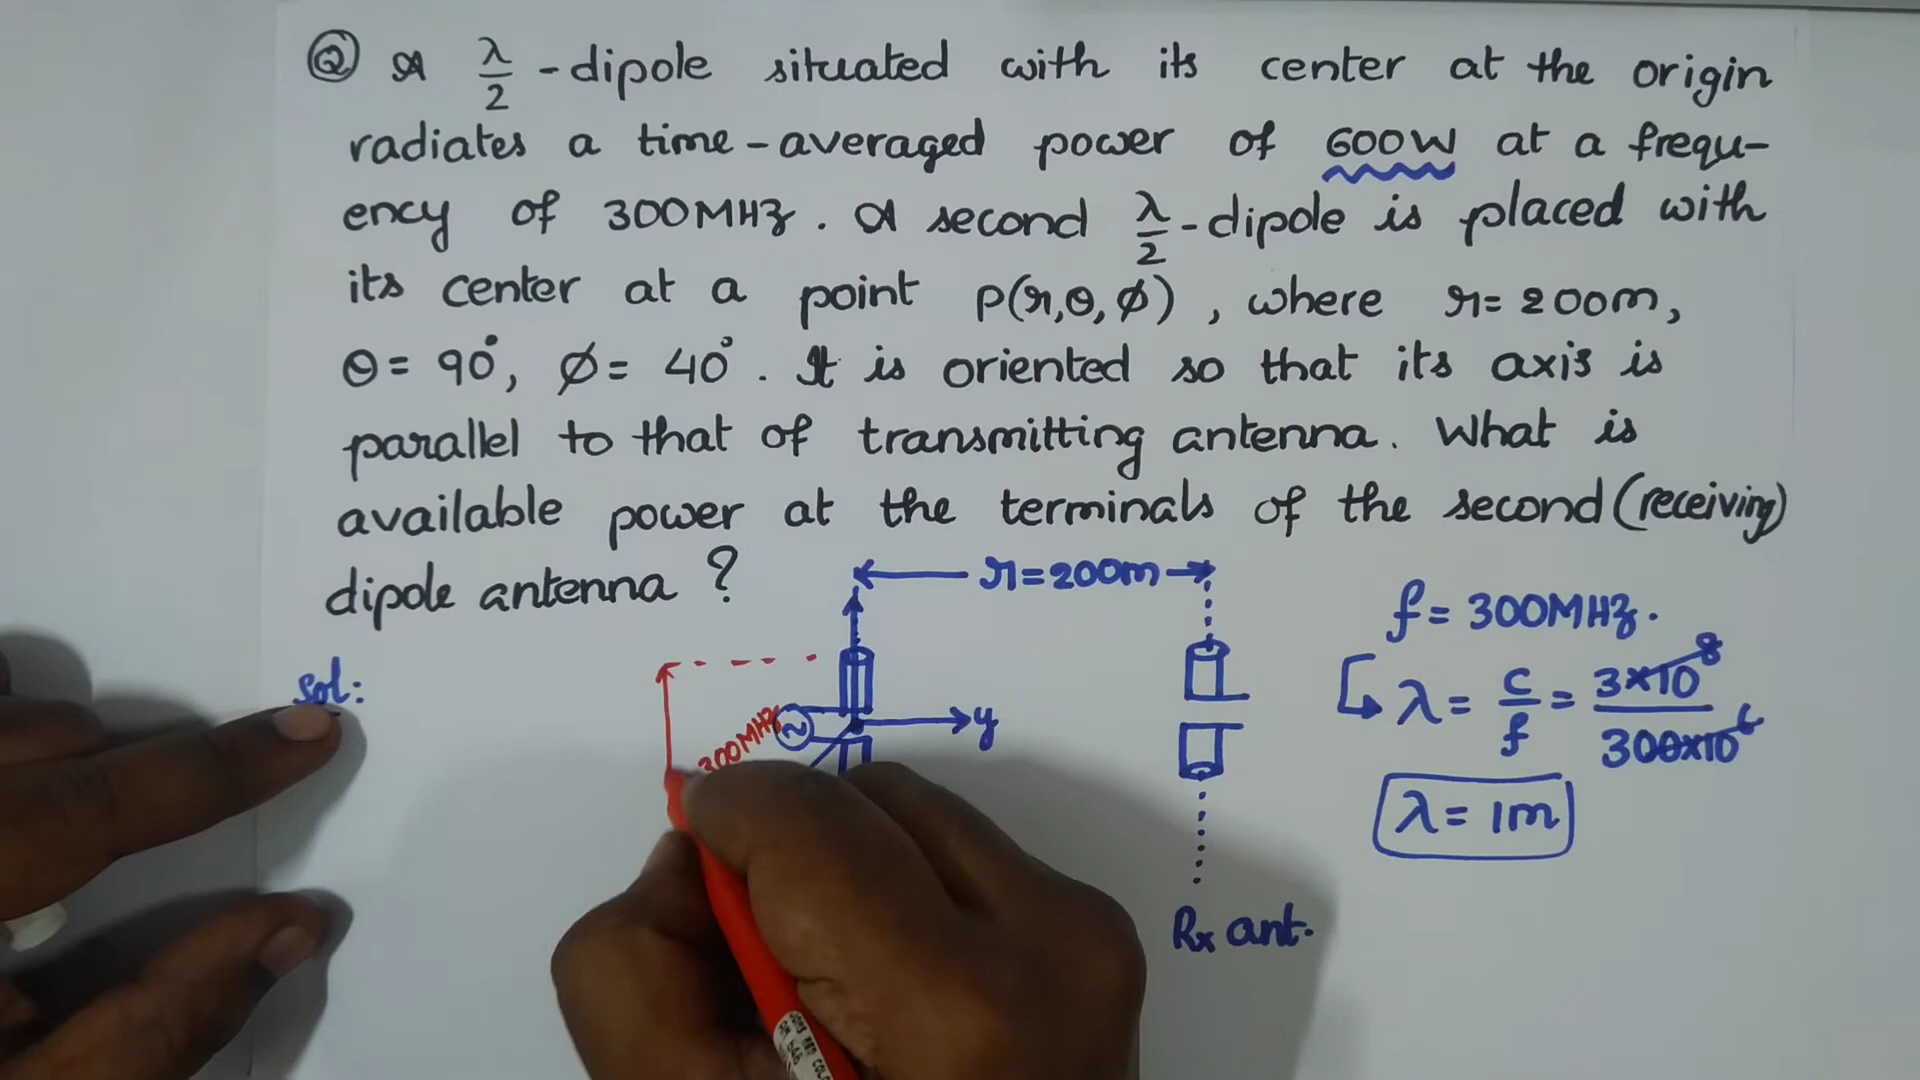 Q A λ/2 - dipole situated with its center at the origin
radiates a time-averaged power of 600W at a frequ-
ency of 300MHz. A second λ/2-dipole is placed with
its center at a point P(r,θ,ϕ), where r=200m,
θ= 90°, ϕ= 40°. It is oriented so that its axis is
parallel to that of transmitting antenna. What is
available power at the terminals of the second (receiving)
dipole antenna ?
r=200m
f= 300MHz.
sol:
λ= c/f = 3×10^8/300×10^6
300MHz
~
y
λ= 1m
Rx ant.